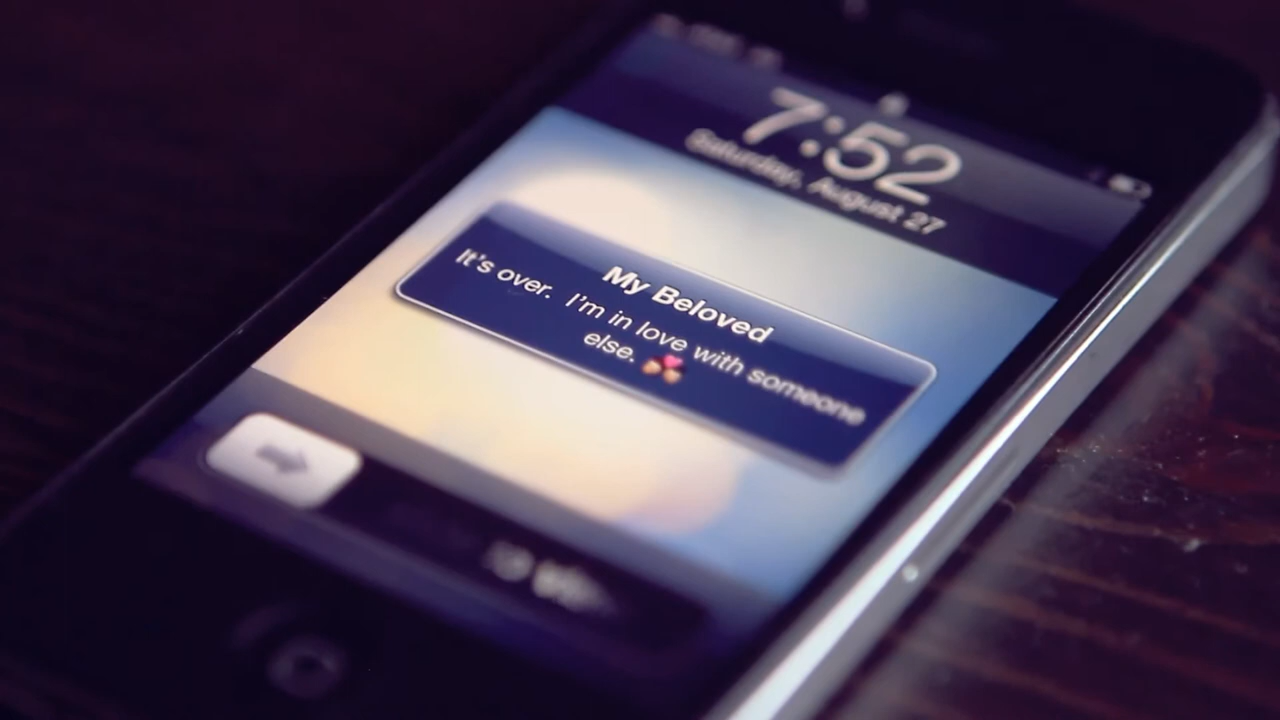 7:52
Saturday, August 27
My Beloved
It's over.  I'm in love with someone
else. 💏